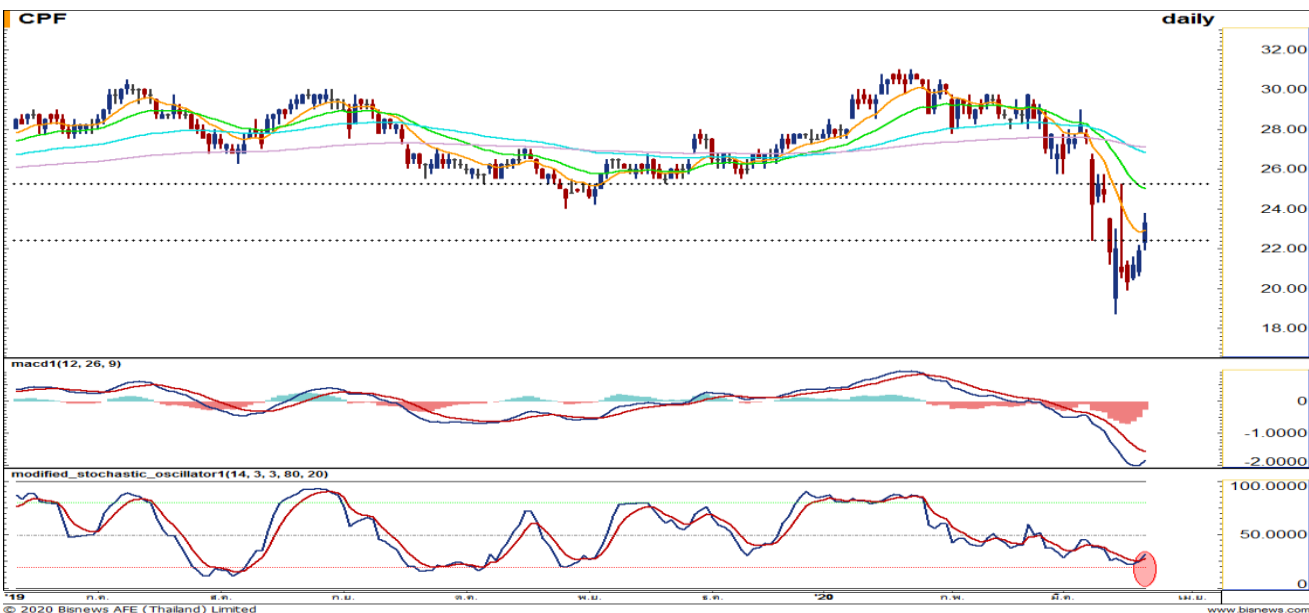 CPF daily
32.00
30.00
28.00
26.00
24.00
22.00
20.00
18.00
macd1(12, 26, 9)
0
-1.0000
-2.0000
modified_stochastic_oscillator1(14, 3, 3, 80, 20)
100.0000
50.0000
0
'19 ก.ค. ส.ค. ก.ย. ต.ค. พ.ย. ธ.ค. '20 ก.พ. มี.ค. เม.ย.
© 2020 Bisnews AFE (Thailand) Limited www.bisnews.com